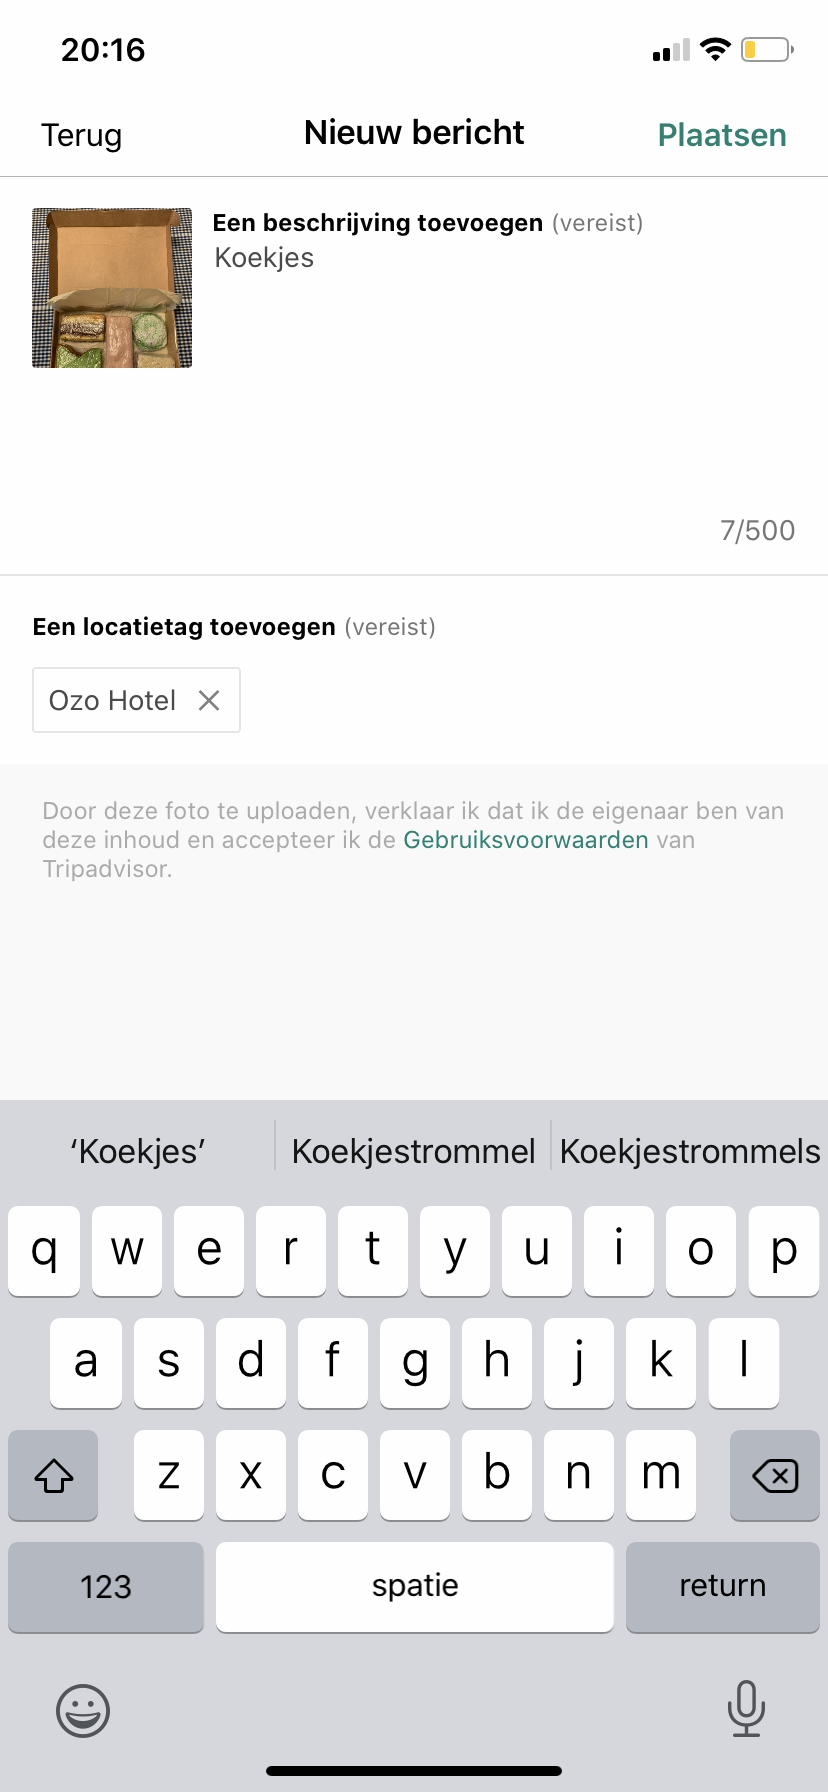 20:16
Terug
Nieuw bericht
Plaatsen
Een beschrijving toevoegen (vereist)
Koekjes
7/500
Een locatietag toevoegen (vereist)
Ozo Hotel
Door deze foto te uploaden, verklaar ik dat ik de eigenaar ben van
deze inhoud en accepteer ik de Gebruiksvoorwaarden van
Tripadvisor.
‘Koekjes’ Koekjestrommel Koekjestrommels
q w e r t y u i o p
a s d f g h j k l
z x c v b n m
123 spatie return